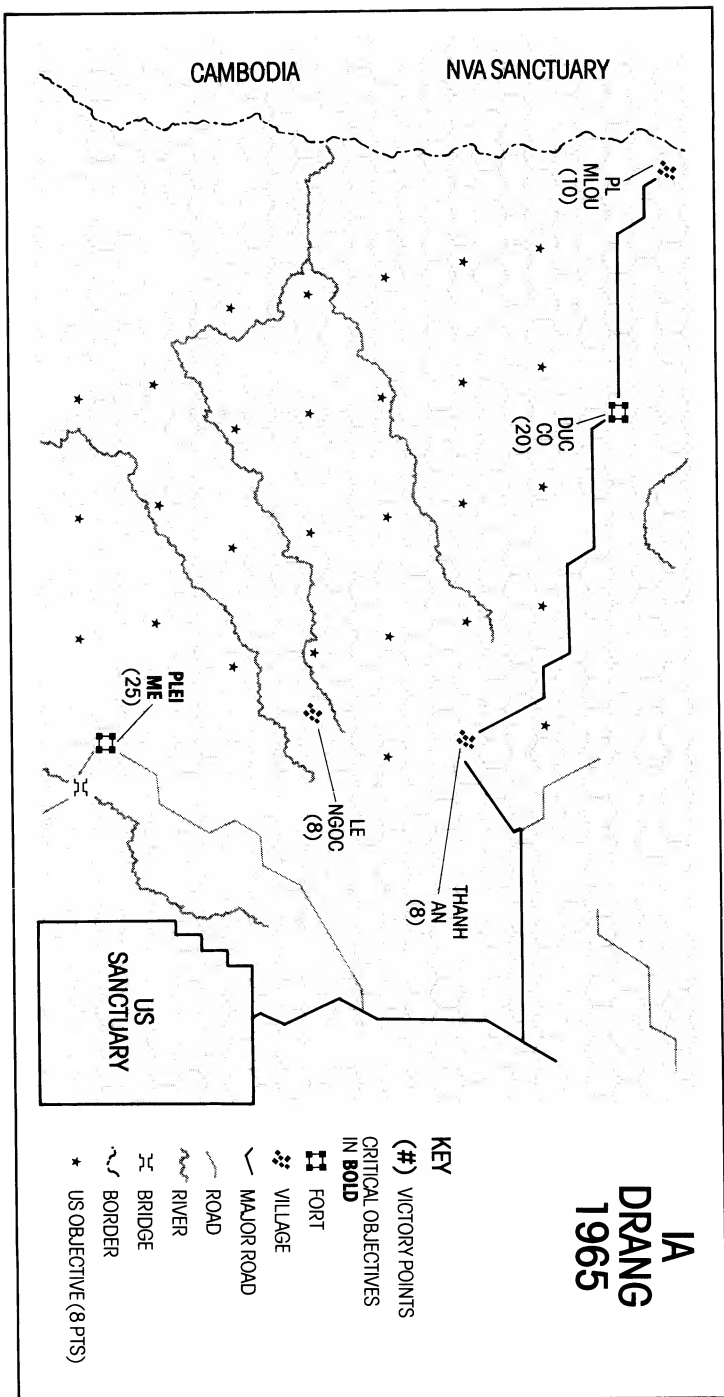 IA
DRANG
1965
CAMBODIA
NVA SANCTUARY
PL
MLOU
(10)
DUC
CO
(20)
THANH
AN
(8)
LE
NGOC
(8)
PLEI
ME
(25)
US
SANCTUARY
KEY
(#) VICTORY POINTS
CRITICAL OBJECTIVES
IN BOLD
FORT
VILLAGE
MAJOR ROAD
ROAD
RIVER
BRIDGE
BORDER
US OBJECTIVE (8 PTS)